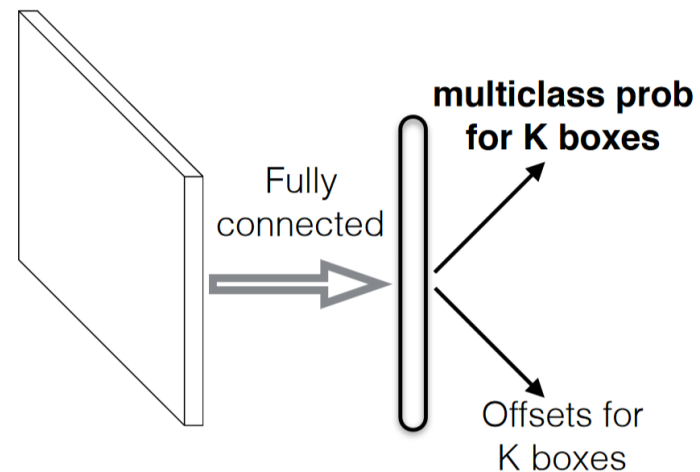 multiclass prob
for K boxes
Fully
connected
Offsets for
K boxes